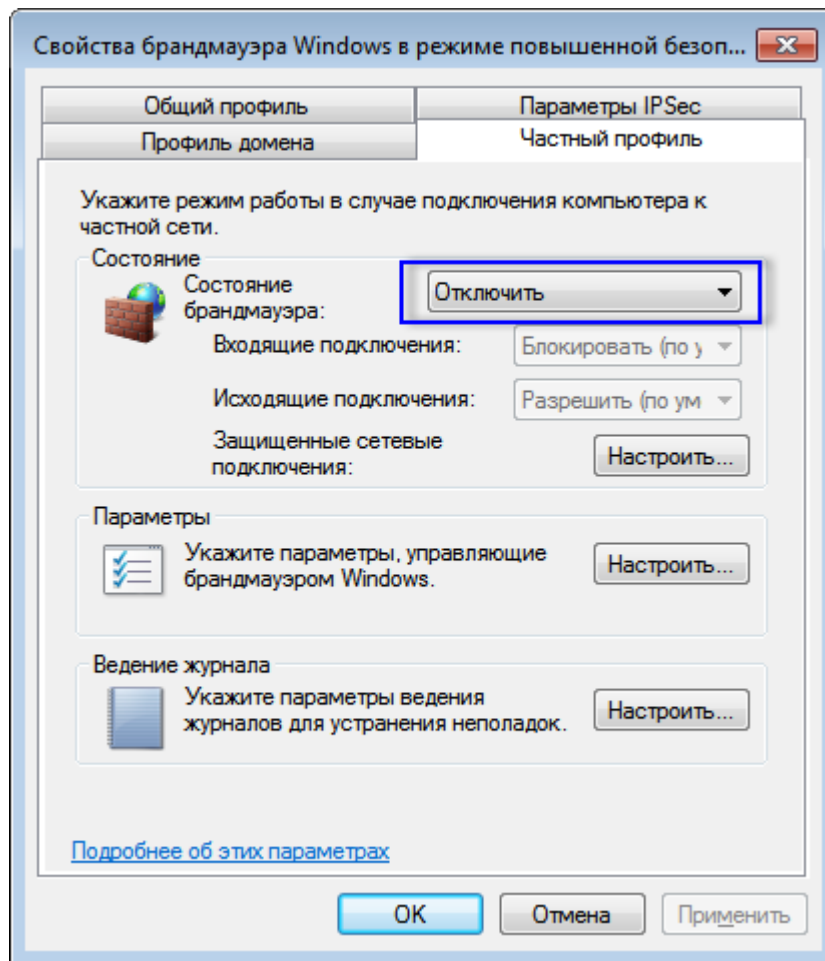 Свойства брандмауэра Windows в режиме повышенной безоп...
Общий профиль
Параметры IPSec
Профиль домена
Частный профиль
Укажите режим работы в случае подключения компьютера к
частной сети.
Состояние
Состояние
брандмауэра:
Отключить
Входящие подключения:
Блокировать (по у
Исходящие подключения:
Разрешить (по ум
Защищенные сетевые
подключения:
Настроить...
Параметры
Укажите параметры, управляющие
брандмауэром Windows.
Настроить...
Ведение журнала
Укажите параметры ведения
журналов для устранения неполадок.
Настроить...
Подробнее об этих параметрах
ОК
Отмена
Применить